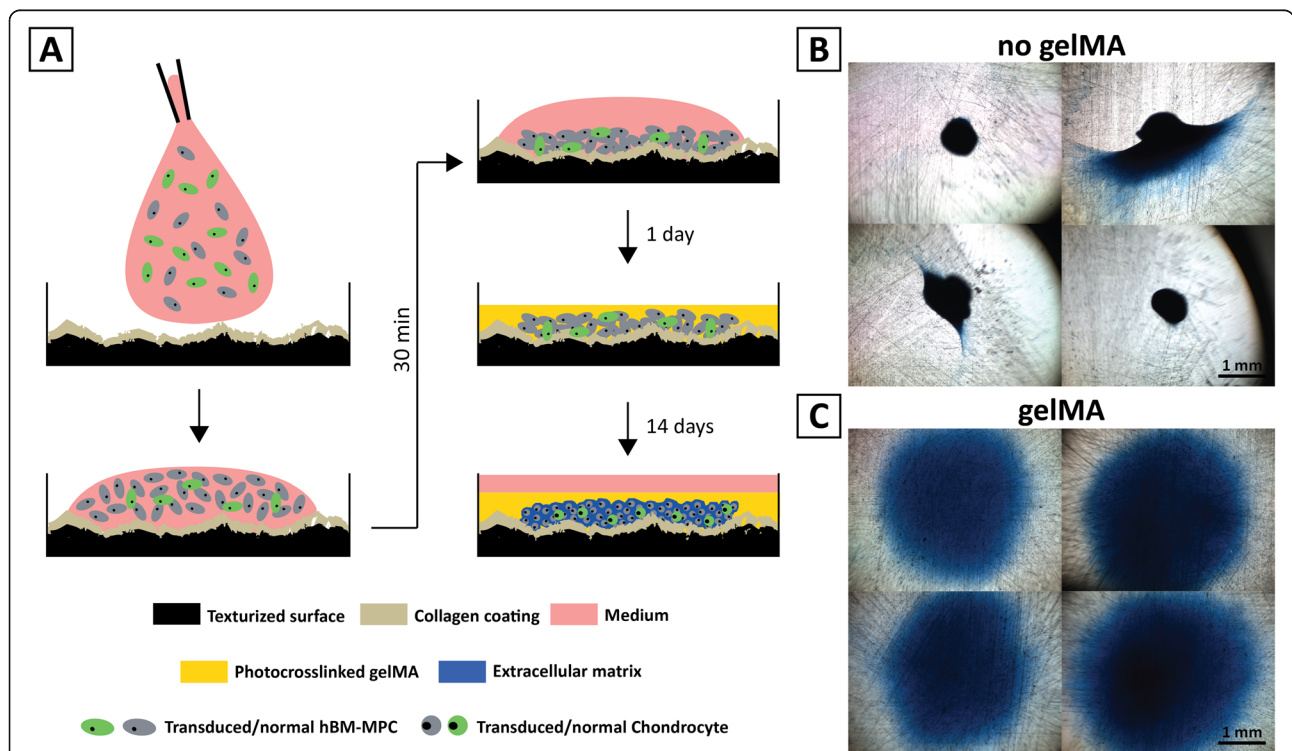 A
30 min
1 day
14 days
Texturized surface
Collagen coating
Medium
Photocrosslinked gelMA
Extracellular matrix
Transduced/normal hBM-MPC
Transduced/normal Chondrocyte
B
no gelMA
1 mm
C
gelMA
1 mm